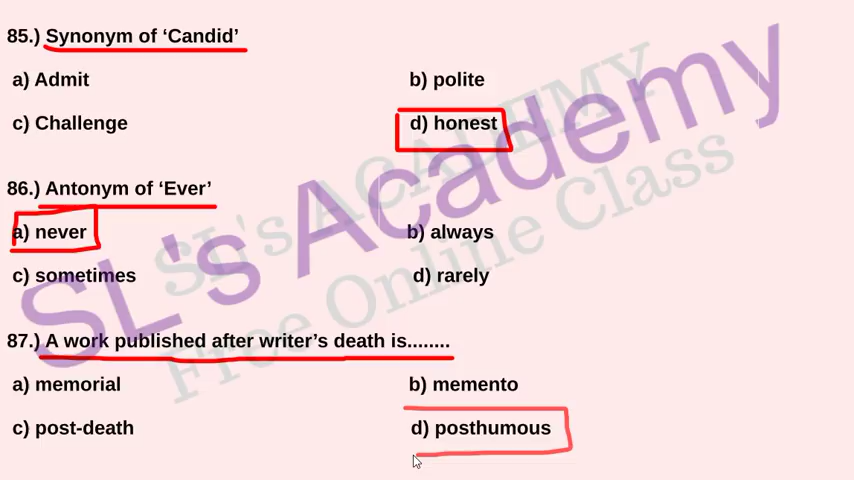 85.) Synonym of ‘Candid’
a) Admit b) polite
c) Challenge d) honest
86.) Antonym of ‘Ever’
a) never b) always
c) sometimes d) rarely
87.) A work published after writer’s death is........
a) memorial b) memento
c) post-death d) posthumous
SL's Academy
SL's ACADEMY
Free Online Class